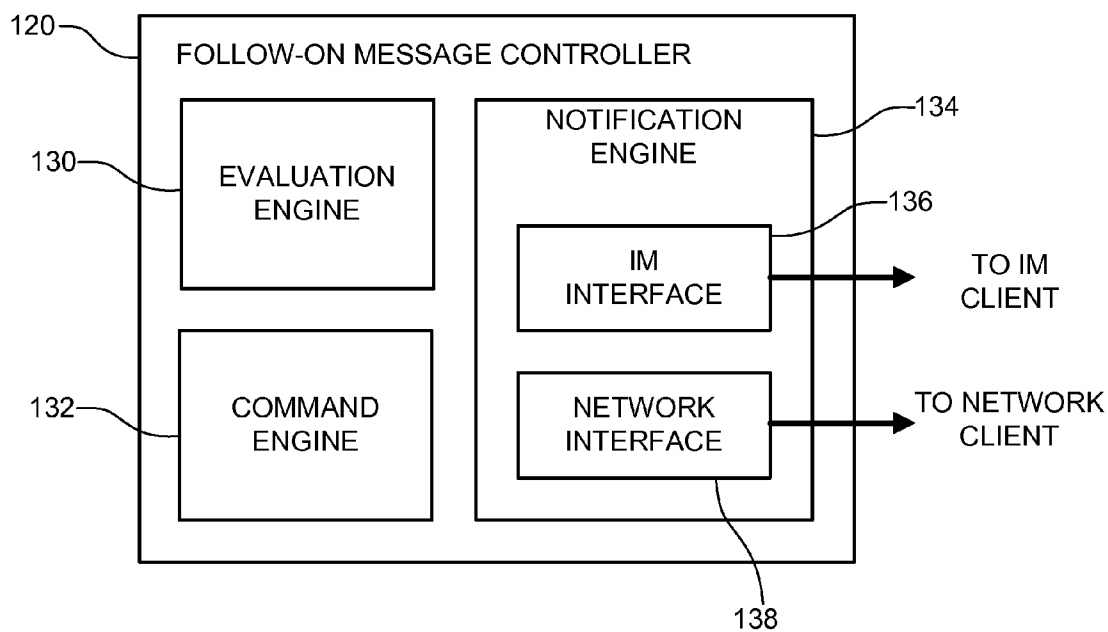 120
FOLLOW-ON MESSAGE CONTROLLER
130
EVALUATION
ENGINE
132
COMMAND
ENGINE
NOTIFICATION
ENGINE
134
136
IM
INTERFACE
TO IM
CLIENT
NETWORK
INTERFACE
TO NETWORK
CLIENT
138